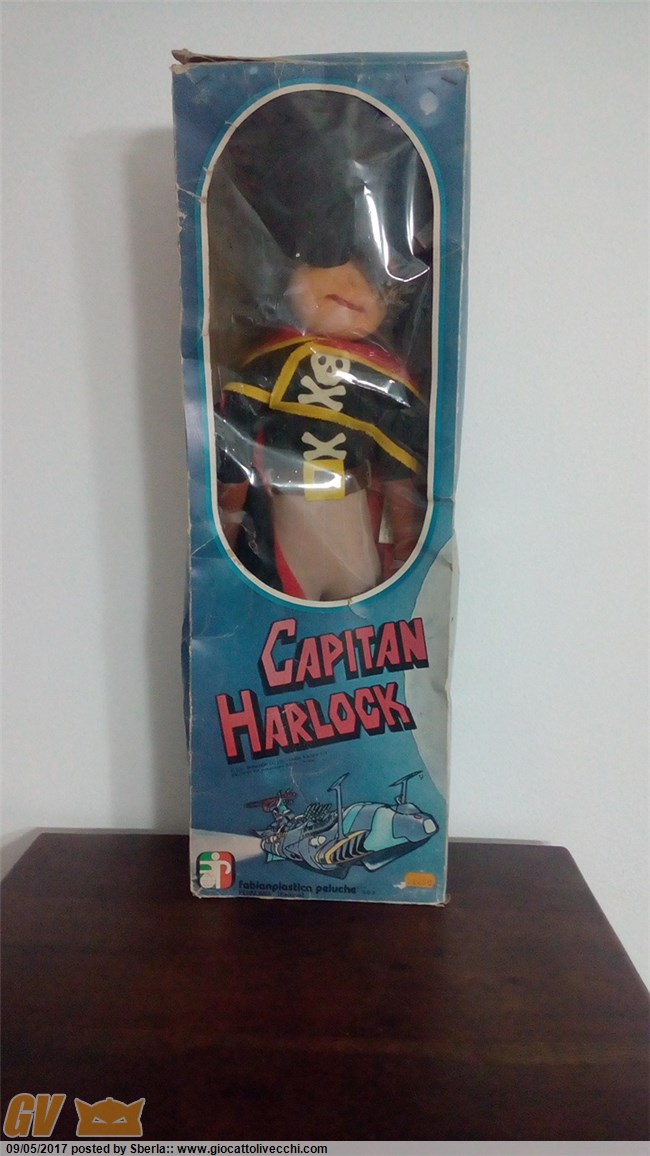 CAPITAN
HARLOCK
fabianplastica peluche
GV
09/05/2017 posted by Sberla:: www.giocattolivecchi.com